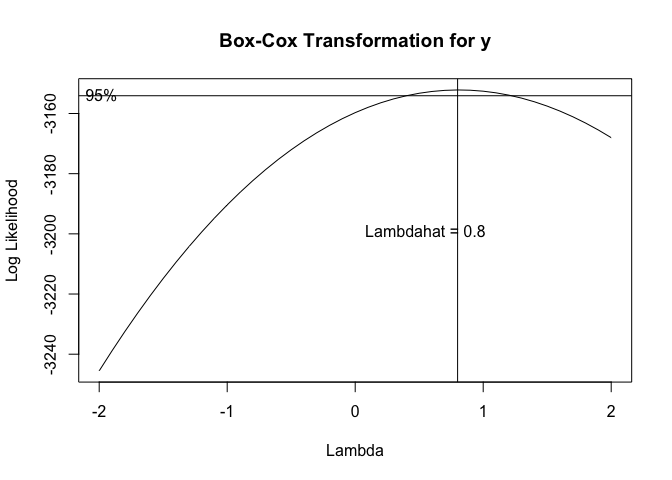 Box-Cox Transformation for y
95%
Log Likelihood
-3160
-3180
-3200
-3220
-3240
Lambdahat = 0.8
-2 -1 0 1 2
Lambda